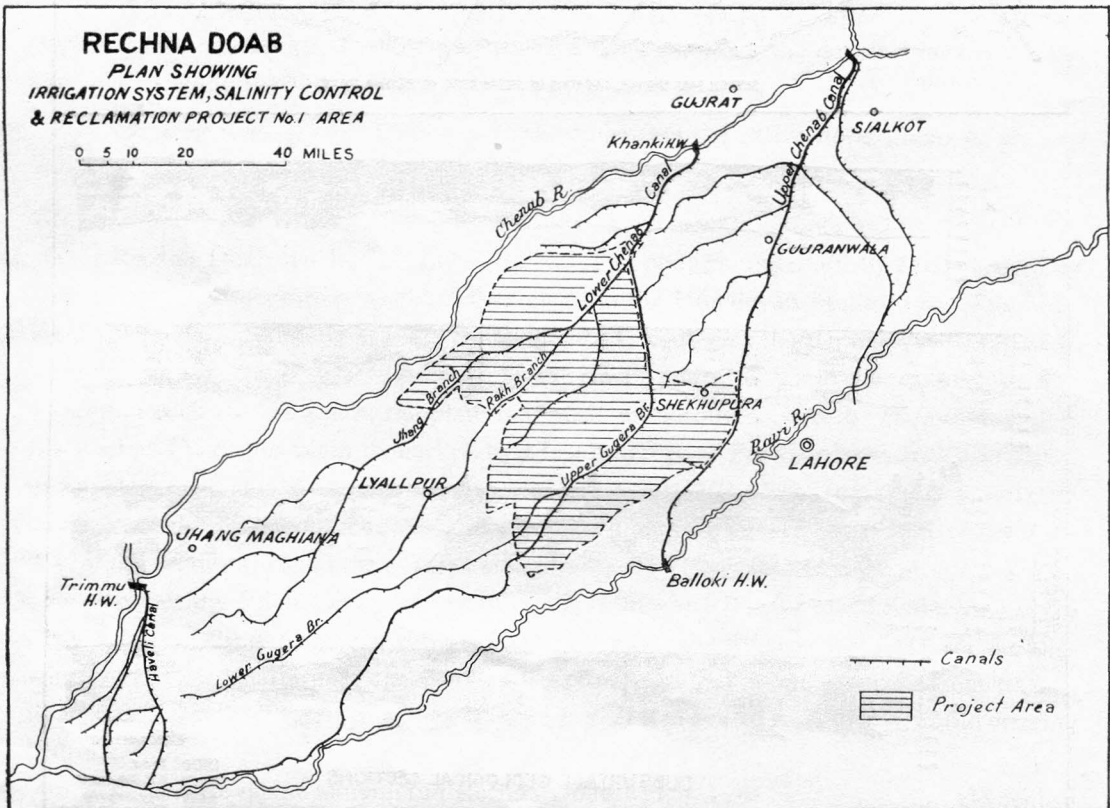 RECHNA DOAB
PLAN SHOWING
IRRIGATION SYSTEM, SALINITY CONTROL
& RECLAMATION PROJECT No.1 AREA
0 5 10 20 40 MILES
GUJRAT
SIALKOT
Khanki H.W.
Upper Chenab Canal
Chenab R.
Lower Chenab Canal
GUJRANWALA
Jhang Branch
Rakh Branch
SHEKHUPURA
Upper Gugera Br.
Ravi R.
LAHORE
LYALLPUR
JHANG MAGHIANA
Balloki H.W.
Trimmu
H.W.
Haveli Canal
Lower Gugera Br.
Canals
Project Area